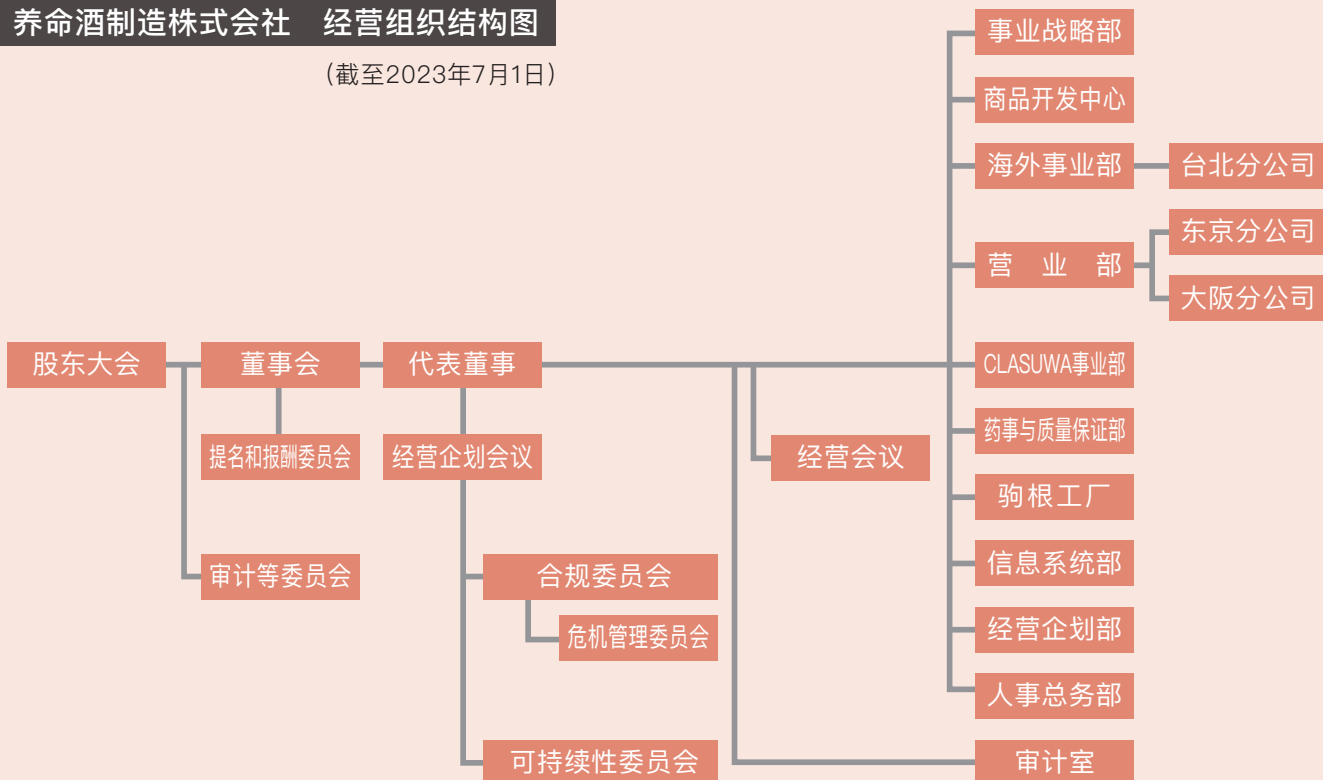 养命酒制造株式会社　经营组织结构图
（截至2023年7月1日）
事业战略部
商品开发中心
海外事业部
台北分公司
营　业　部
东京分公司
大阪分公司
股东大会
董事会
代表董事
CLASUWA事业部
提名和报酬委员会
经营企划会议
经营会议
药事与质量保证部
驹根工厂
审计等委员会
合规委员会
危机管理委员会
信息系统部
经营企划部
人事总务部
可持续性委员会
审计室